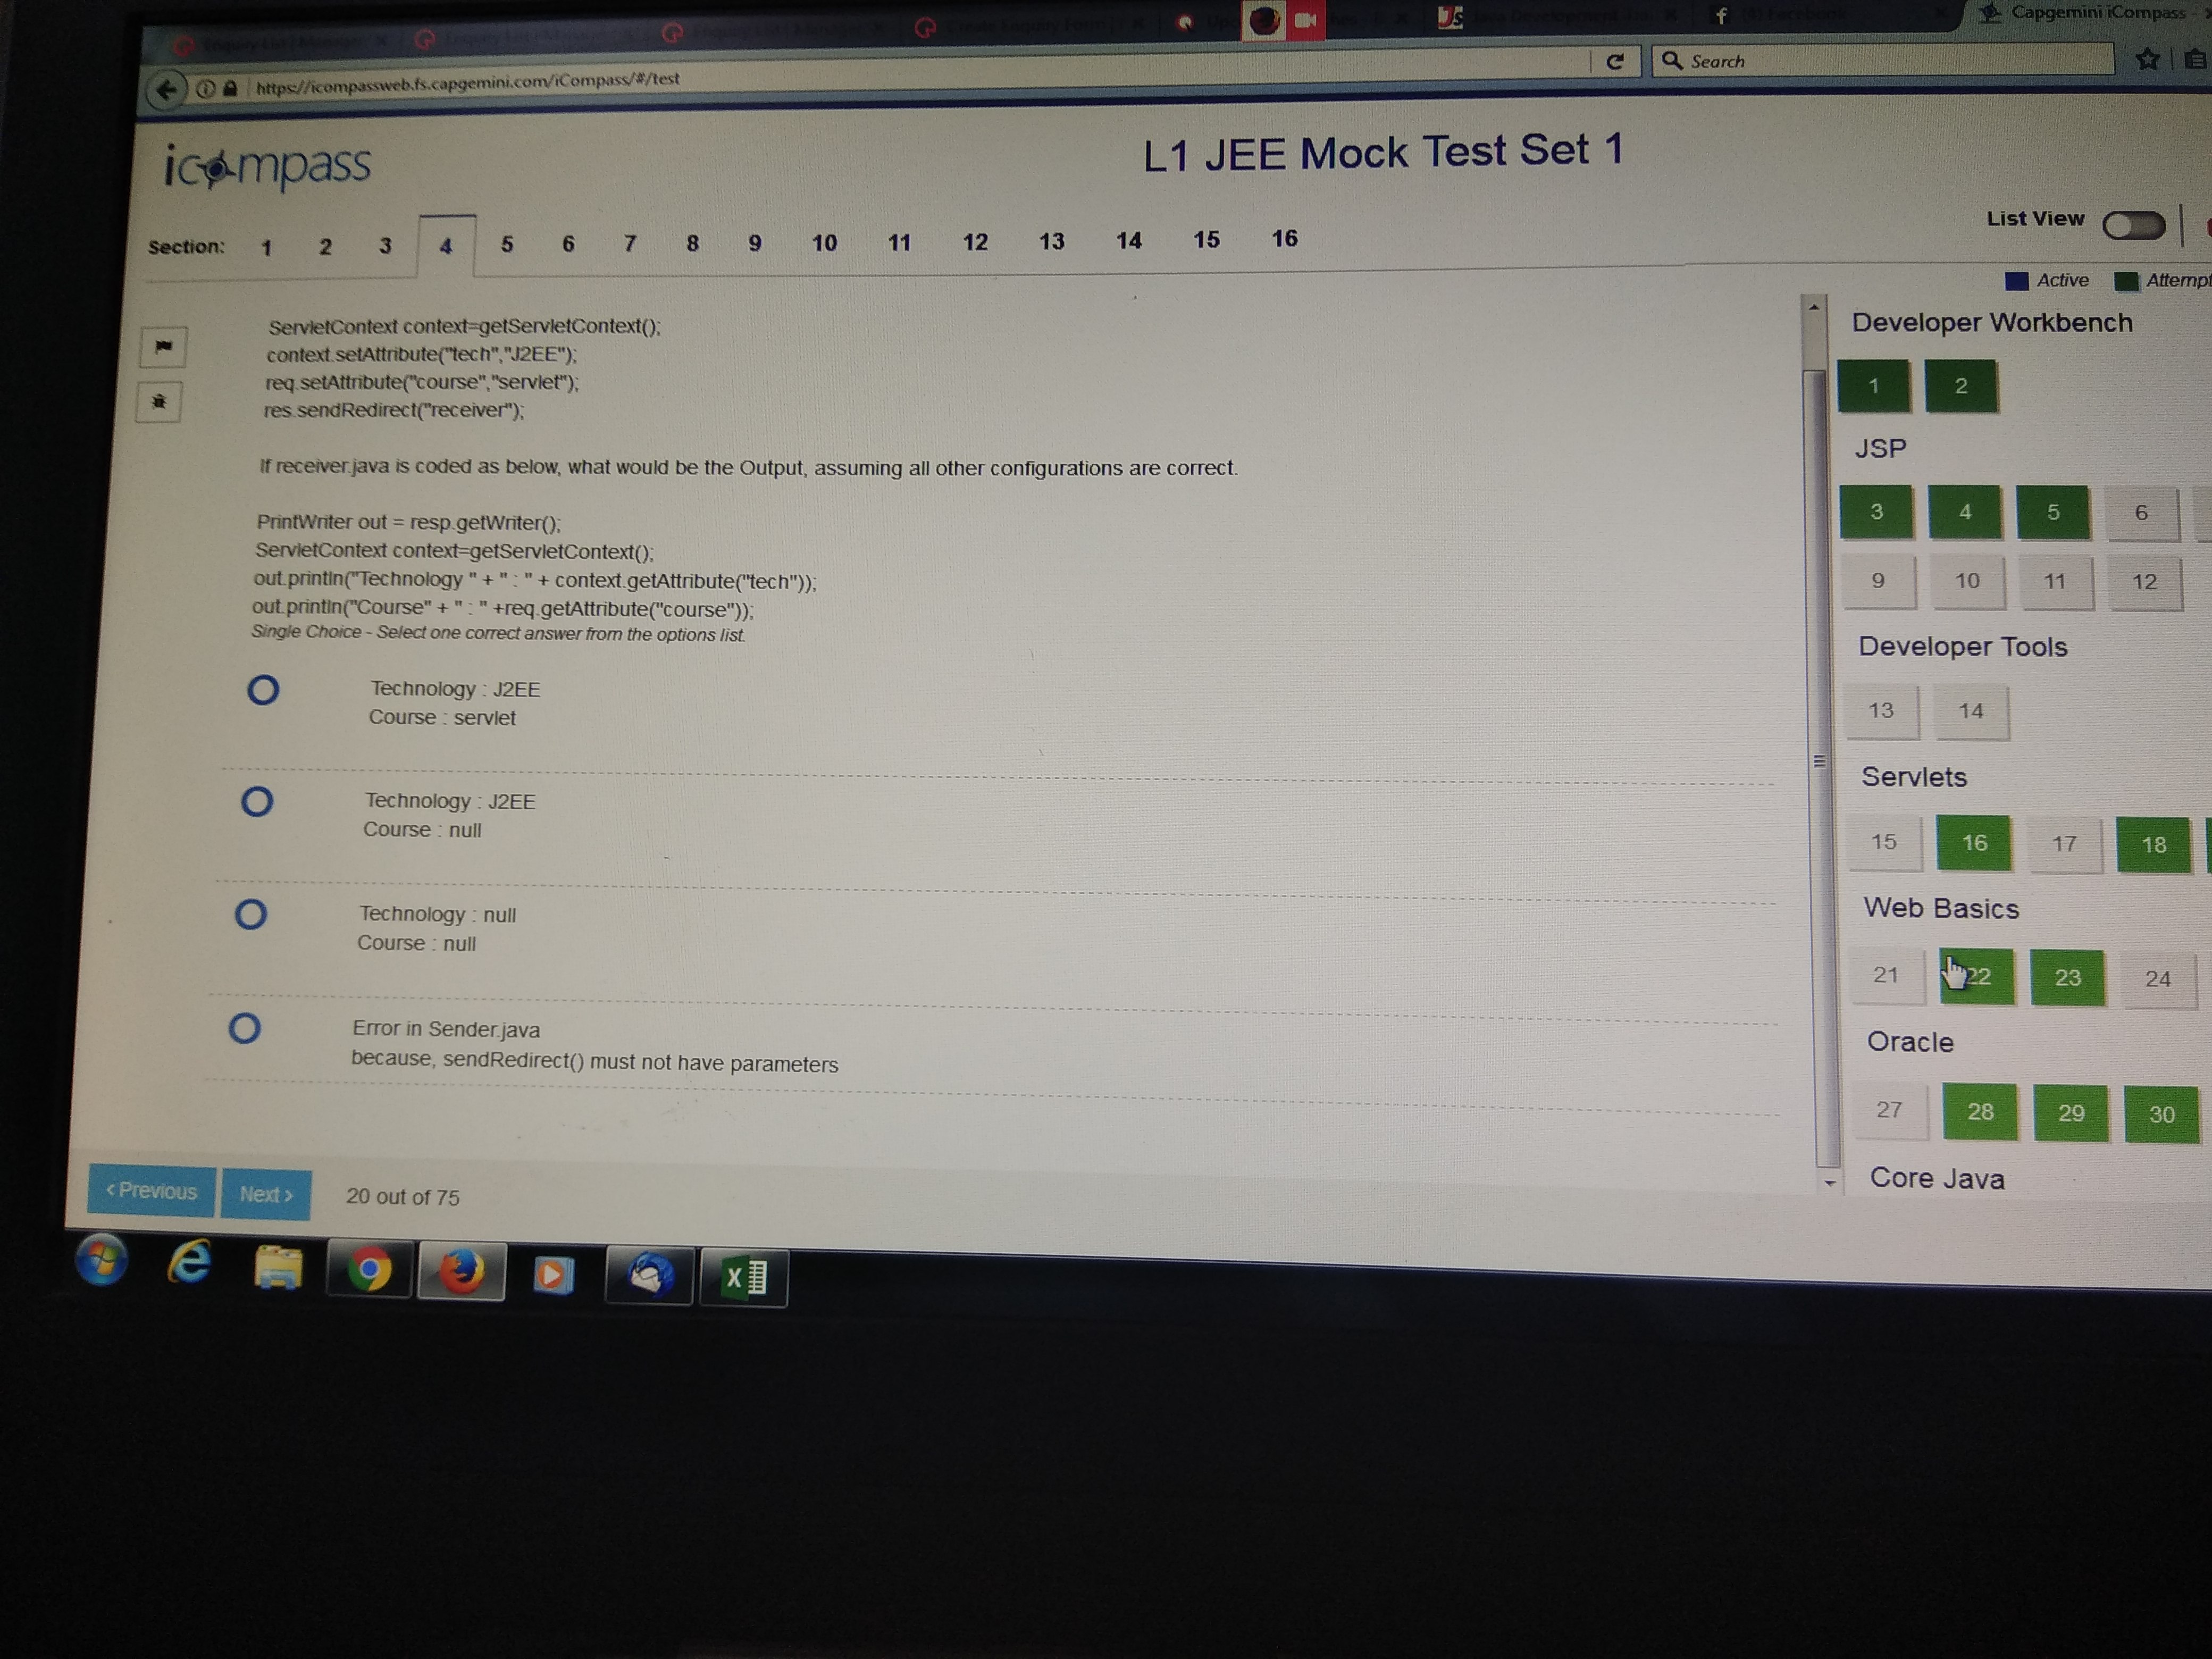 https://icompassweb.fs.capgemini.com/iCompass/#/test
Search
Capgemini iCompass -
icompass
L1 JEE Mock Test Set 1
Section: 1 2 3 4 5 6 7 8 9 10 11 12 13 14 15 16
List View
Active
ServletContext context=getServletContext();
context.setAttribute("tech","J2EE");
req.setAttribute("course","servlet");
res.sendRedirect("receiver");
If receiver.java is coded as below, what would be the Output, assuming all other configurations are correct.
PrintWriter out = resp.getWriter();
ServletContext context=getServletContext();
out.println("Technology " + " : " + context.getAttribute("tech"));
out.println("Course" + " : " +req.getAttribute("course"));
Single Choice - Select one correct answer from the options list.
Technology : J2EE
Course : servlet
Technology : J2EE
Course : null
Technology : null
Course : null
Error in Sender.java
because, sendRedirect() must not have parameters
< Previous
Next >
20 out of 75
Developer Workbench
1 2
JSP
3 4 5 6
9 10 11 12
Developer Tools
13 14
Servlets
15 16 17 18
Web Basics
21 22 23 24
Oracle
27 28 29 30
Core Java